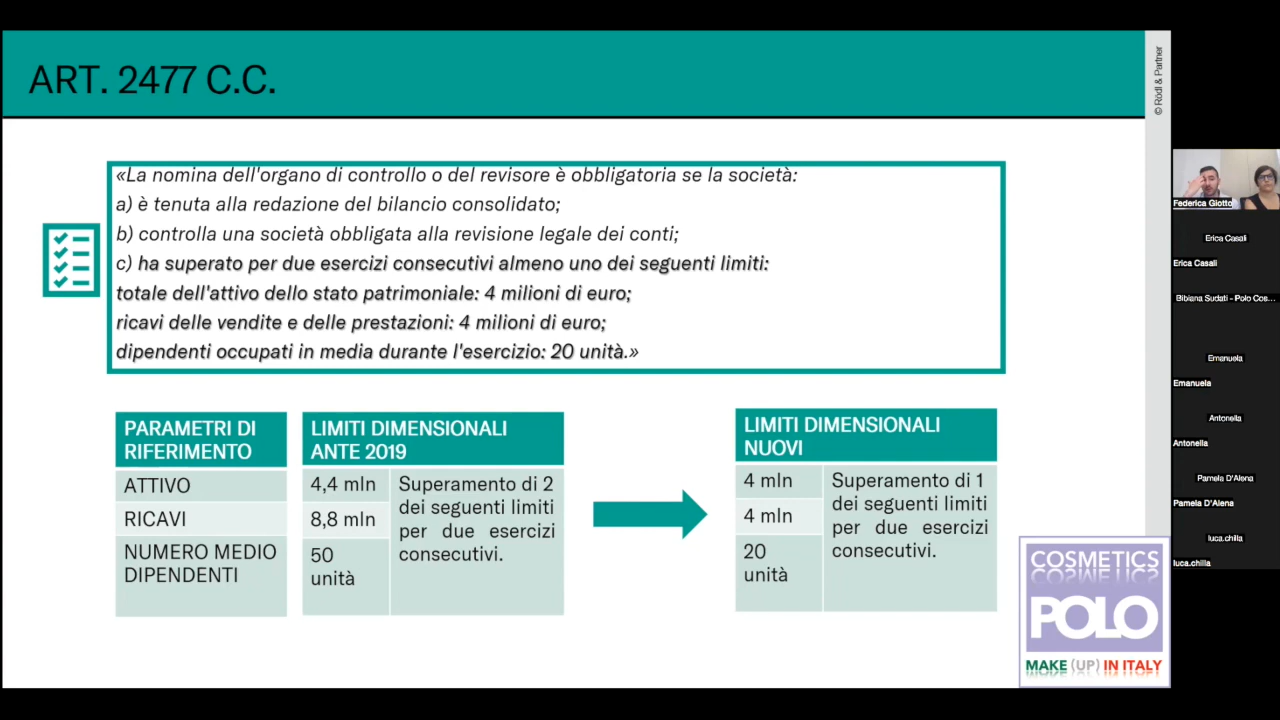 ART. 2477 C.C.
© Rödl & Partner
«La nomina dell'organo di controllo o del revisore è obbligatoria se la società:
a) è tenuta alla redazione del bilancio consolidato;
b) controlla una società obbligata alla revisione legale dei conti;
c) ha superato per due esercizi consecutivi almeno uno dei seguenti limiti:
totale dell'attivo dello stato patrimoniale: 4 milioni di euro;
ricavi delle vendite e delle prestazioni: 4 milioni di euro;
dipendenti occupati in media durante l'esercizio: 20 unità.»
PARAMETRI DI
RIFERIMENTO
ATTIVO
RICAVI
NUMERO MEDIO
DIPENDENTI
LIMITI DIMENSIONALI
ANTE 2019
4,4 mln
8,8 mln
50
unità
Superamento di 2
dei seguenti limiti
per due esercizi
consecutivi.
LIMITI DIMENSIONALI
NUOVI
4 mln
4 mln
20
unità
Superamento di 1
dei seguenti limiti
per due esercizi
consecutivi.
COSMETICS
POLO
MAKE (UP) IN ITALY
Federica Giotto
Erica Casali
Erica Casali
Bibiana Sudati - Polo Cos...
Emanuela
Emanuela
Antonella
Antonella
Pamela D'Alena
Pamela D'Alena
luca.chilla
luca.chilla